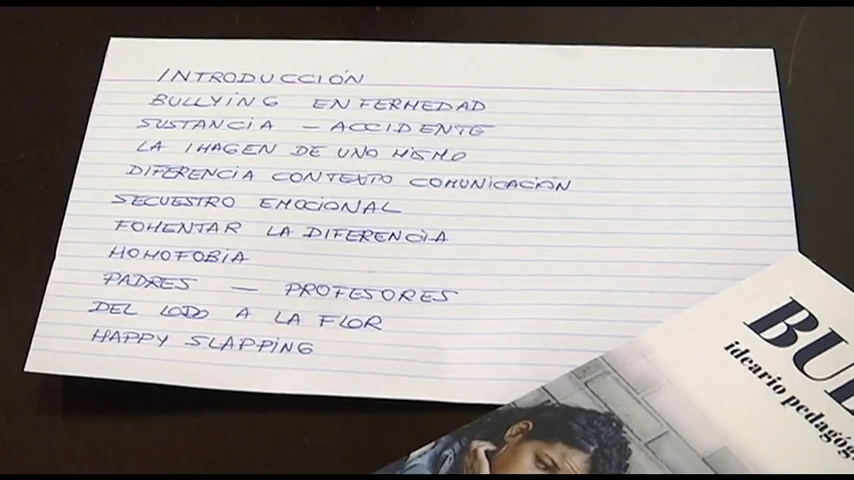 INTRODUCCIÓN
BULLYING ENFERMEDAD
SUSTANCIA - ACCIDENTE
LA IMAGEN DE UNO MISMO
DIFERENCIA CONTEXTO COMUNICACIÓN
SECUESTRO EMOCIONAL
FOMENTAR LA DIFERENCIA
HOMOFOBIA
PADRES - PROFESORES
DEL LODO A LA FLOR
HAPPY SLAPPING
BUL
ideario pedagóg